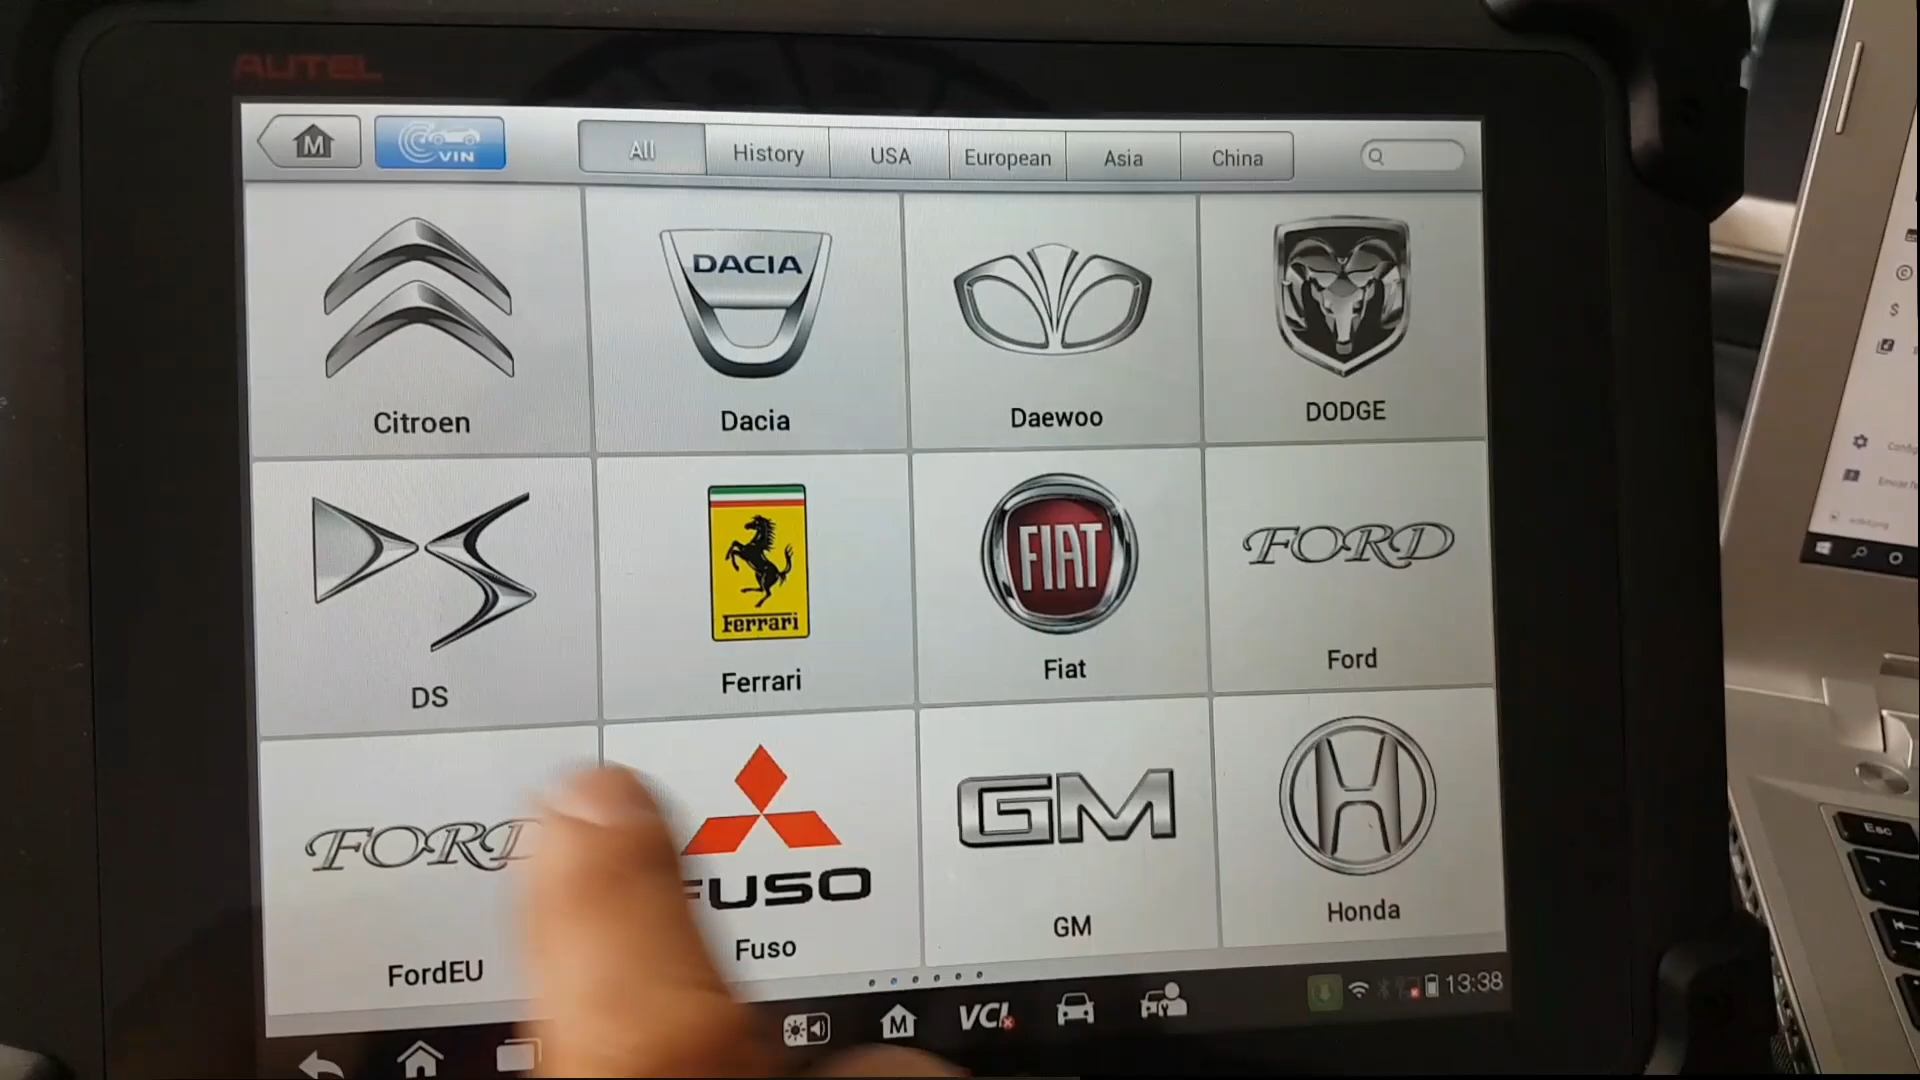 AUTEL
M
VIN
All
History
USA
European
Asia
China
DACIA
Citroen
Dacia
Daewoo
DODGE
Ferrari
FIAT
FORD
DS
Ferrari
Fiat
Ford
FORD
FUSO
GM
FordEU
Fuso
GM
Honda
M
VCI
13:38
Esc